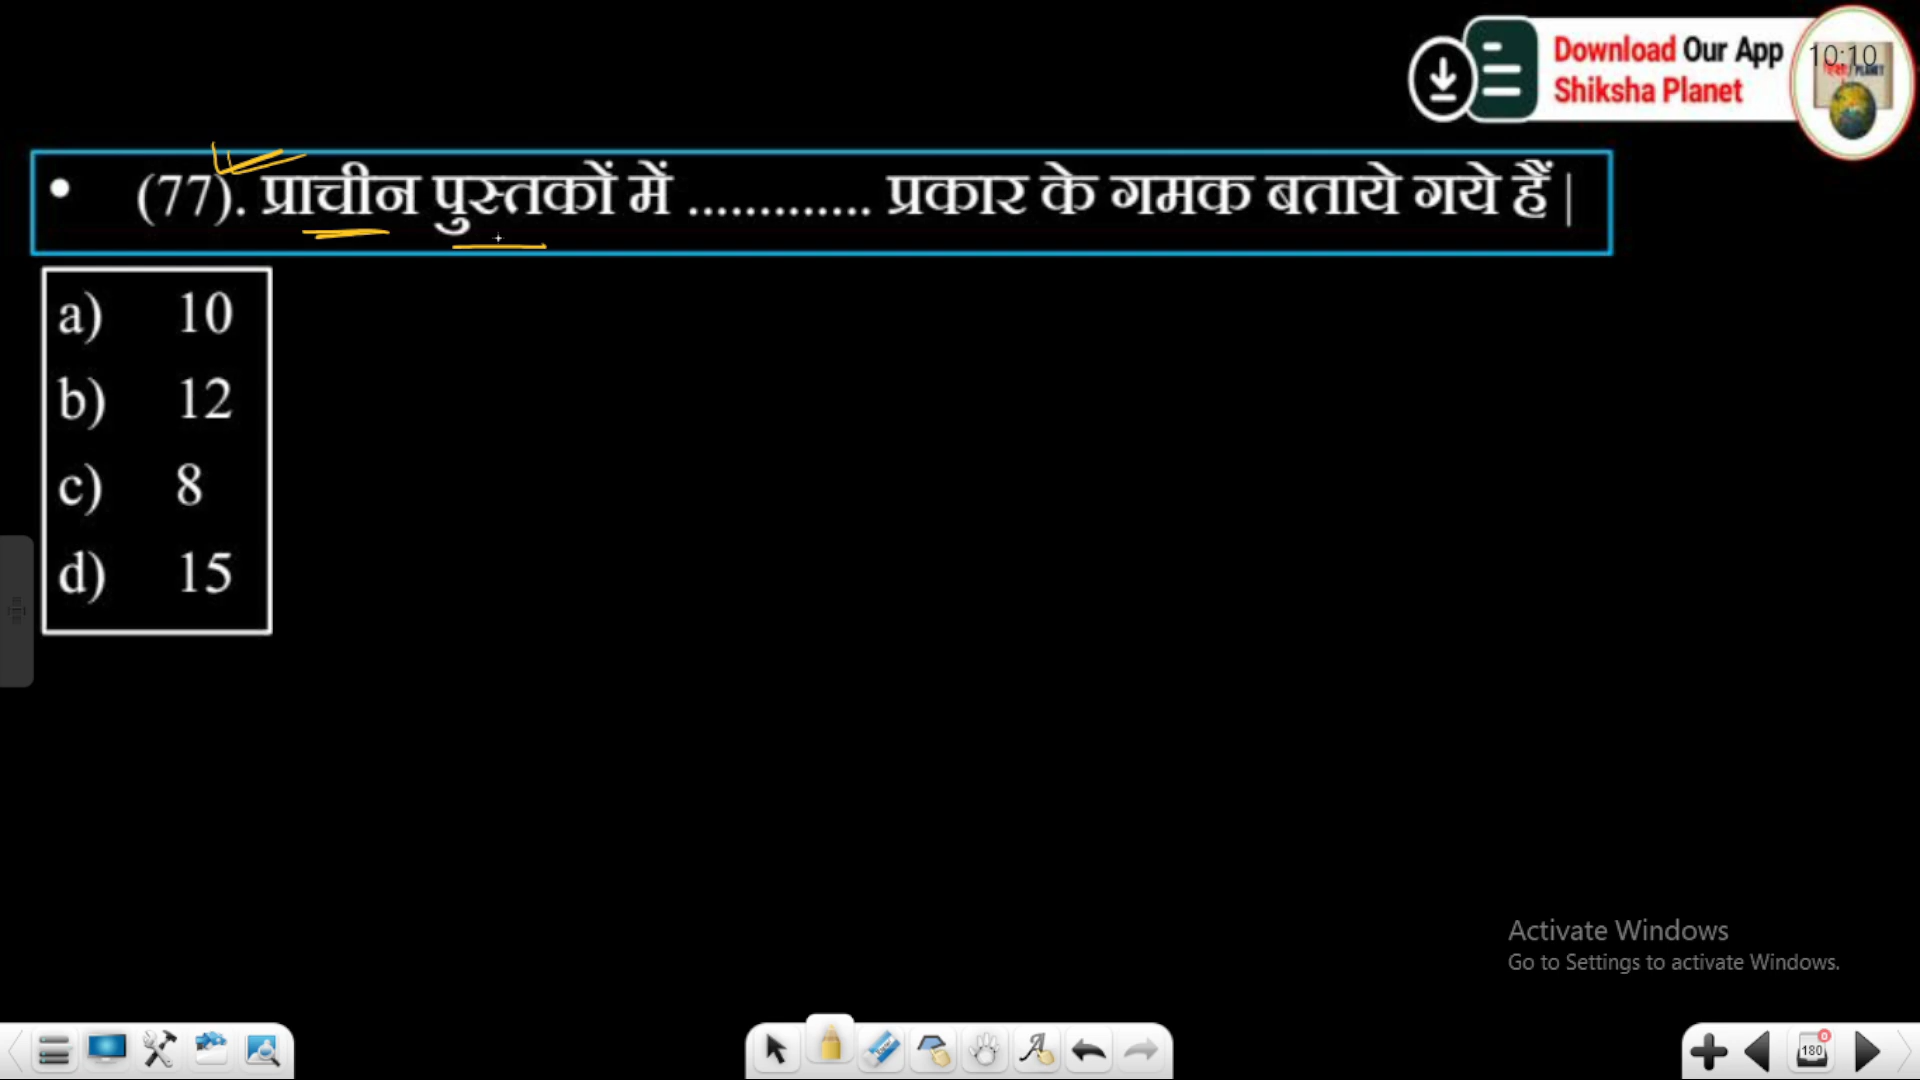 Download Our App
Shiksha Planet
10:10
• (77). प्राचीन पुस्तकों में ............. प्रकार के गमक बताये गये हैं |
a) 10
b) 12
c) 8
d) 15
Activate Windows
Go to Settings to activate Windows.
180
0